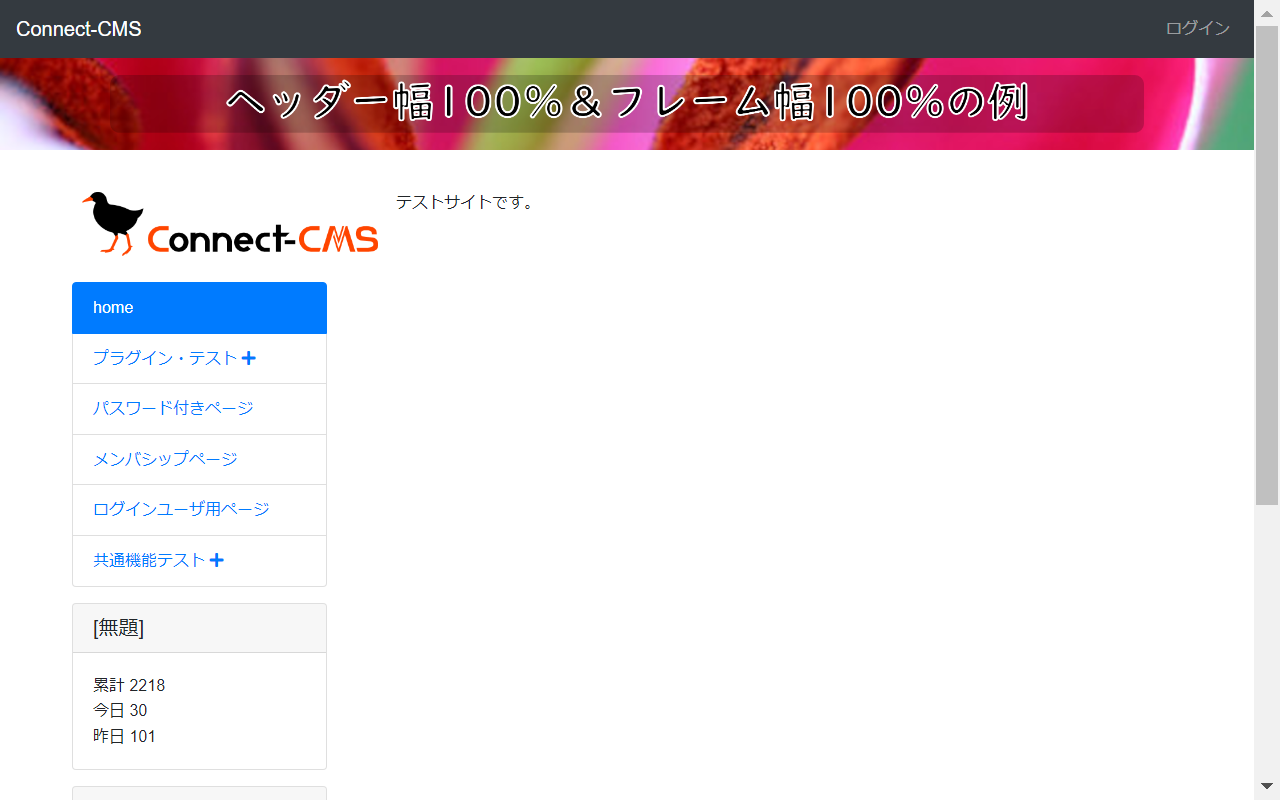 Connect-CMS
ログイン
ヘッダー幅100%&フレーム幅100%の例
Connect-CMS
テストサイトです。
home
プラグイン・テスト
パスワード付きページ
メンバシップページ
ログインユーザ用ページ
共通機能テスト
[無題]
累計 2218
今日 30
昨日 101